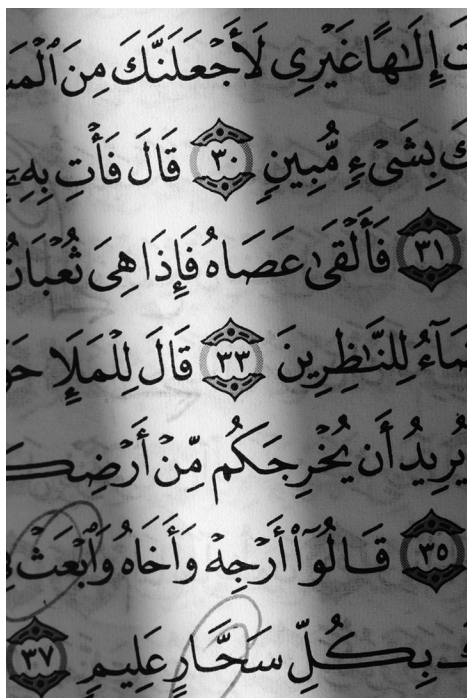 إِلَٰهًا غَيْرِى لَأَجْعَلَنَّكَ مِنَ
بِشَىْءٍ مُّبِينٍ ٣٠ قَالَ فَأْتِ بِهِۦٓ
٣١ فَأَلْقَىٰ عَصَاهُ فَإِذَا هِىَ ثُعْبَانٌ
لِلنَّٰظِرِينَ ٣٣ قَالَ لِلْمَلَإِ
يُرِيدُ أَن يُخْرِجَكُم مِّنْ أَرْضِكُ
٣٥ قَالُوٓا۟ أَرْجِهْ وَأَخَاهُ وَٱبْعَثْ
بِكُلِّ سَحَّارٍ عَلِيمٍ ٣٧